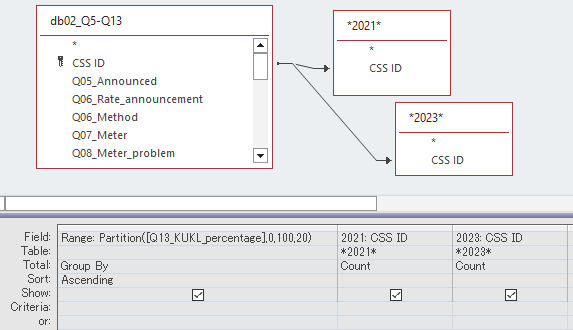 db02_Q5-Q13
*
CSS ID
Q05_Announced
Q06_Rate_announcement
Q06_Method
Q07_Meter
Q08_Meter_problem
*2021*
*
CSS ID
*2023*
*
CSS ID
Field: Range: Partition([Q13_KUKL_percentage],0,100,20) 2021: CSS ID 2023: CSS ID
Table: *2021* *2023*
Total: Group By Count Count
Sort: Ascending
Show:
Criteria:
or: